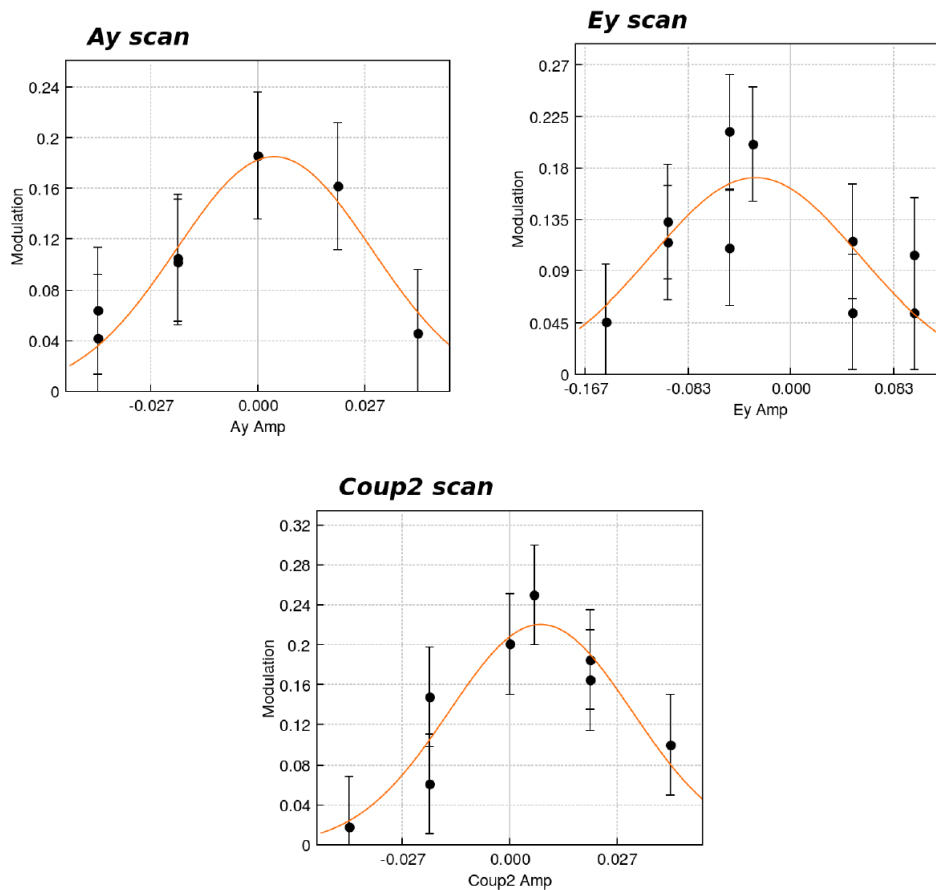 Ay scan
0.24
0.2
0.16
0.12
0.08
0.04
0
Modulation
-0.027 0.000 0.027
Ay Amp
Ey scan
0.27
0.225
0.18
0.135
0.09
0.045
0
Modulation
-0.167 -0.083 0.000 0.083
Ey Amp
Coup2 scan
0.32
0.28
0.24
0.2
0.16
0.12
0.08
0.04
0
Modulation
-0.027 0.000 0.027
Coup2 Amp